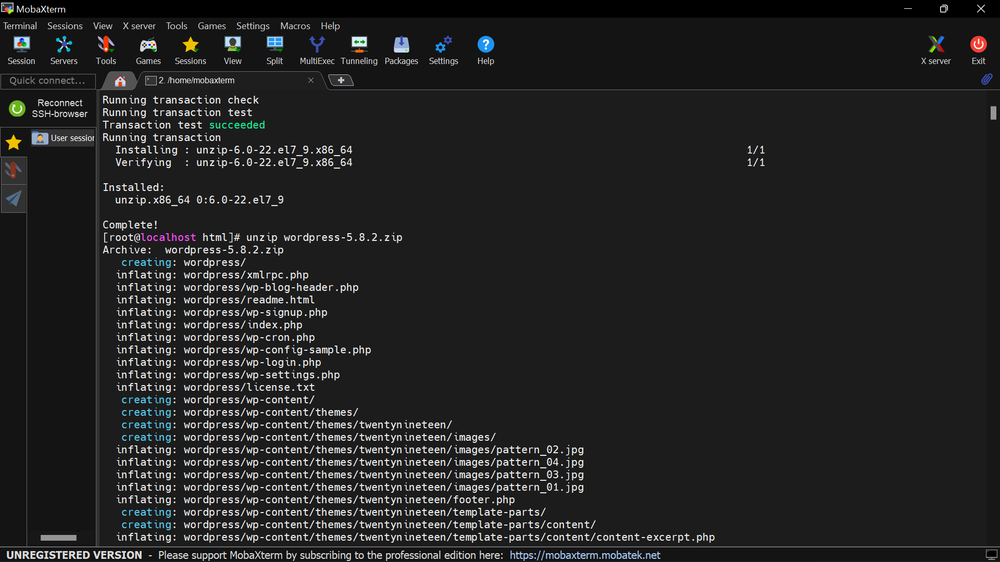 MobaXterm
Terminal Sessions View X server Tools Games Settings Macros Help
Session Servers Tools Games Sessions View Split MultiExec Tunneling Packages Settings Help X server Exit
Quick connect...
2. /home/mobaxterm
Reconnect
SSH-browser
User session
Running transaction check
Running transaction test
Transaction test succeeded
Running transaction
  Installing : unzip-6.0-22.el7_9.x86_64 1/1
  Verifying  : unzip-6.0-22.el7_9.x86_64 1/1
Installed:
  unzip.x86_64 0:6.0-22.el7_9
Complete!
[root@localhost html]# unzip wordpress-5.8.2.zip
Archive:  wordpress-5.8.2.zip
   creating: wordpress/
  inflating: wordpress/xmlrpc.php
  inflating: wordpress/wp-blog-header.php
  inflating: wordpress/readme.html
  inflating: wordpress/wp-signup.php
  inflating: wordpress/index.php
  inflating: wordpress/wp-cron.php
  inflating: wordpress/wp-config-sample.php
  inflating: wordpress/wp-login.php
  inflating: wordpress/wp-settings.php
  inflating: wordpress/license.txt
   creating: wordpress/wp-content/
   creating: wordpress/wp-content/themes/
   creating: wordpress/wp-content/themes/twentynineteen/
   creating: wordpress/wp-content/themes/twentynineteen/images/
  inflating: wordpress/wp-content/themes/twentynineteen/images/pattern_02.jpg
  inflating: wordpress/wp-content/themes/twentynineteen/images/pattern_04.jpg
  inflating: wordpress/wp-content/themes/twentynineteen/images/pattern_03.jpg
  inflating: wordpress/wp-content/themes/twentynineteen/images/pattern_01.jpg
  inflating: wordpress/wp-content/themes/twentynineteen/footer.php
   creating: wordpress/wp-content/themes/twentynineteen/template-parts/
   creating: wordpress/wp-content/themes/twentynineteen/template-parts/content/
  inflating: wordpress/wp-content/themes/twentynineteen/template-parts/content/content-excerpt.php
UNREGISTERED VERSION - Please support MobaXterm by subscribing to the professional edition here: https://mobaxterm.mobatek.net